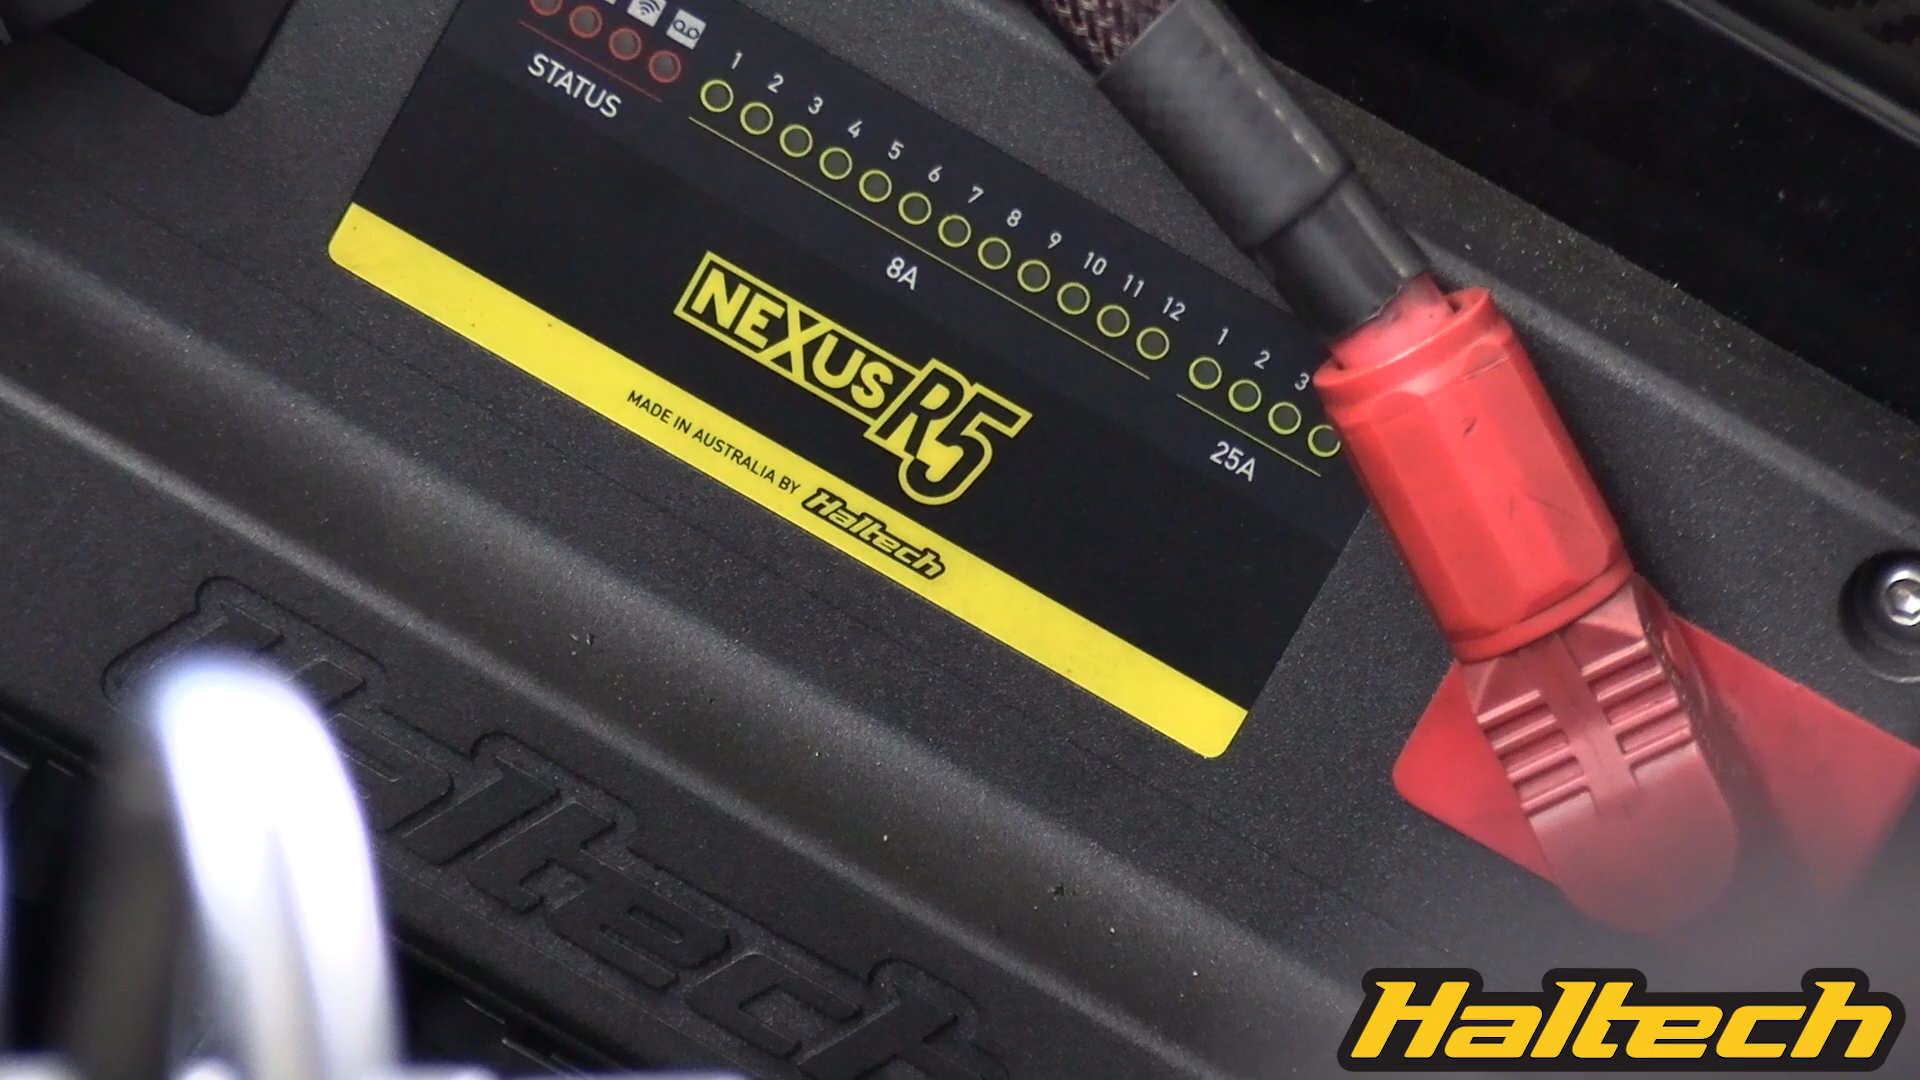 STATUS
1 2 3 4 5 6 7 8 9 10 11 12
8A
1 2 3
25A
NEXUS R5
MADE IN AUSTRALIA BY Haltech
Haltech
Haltech